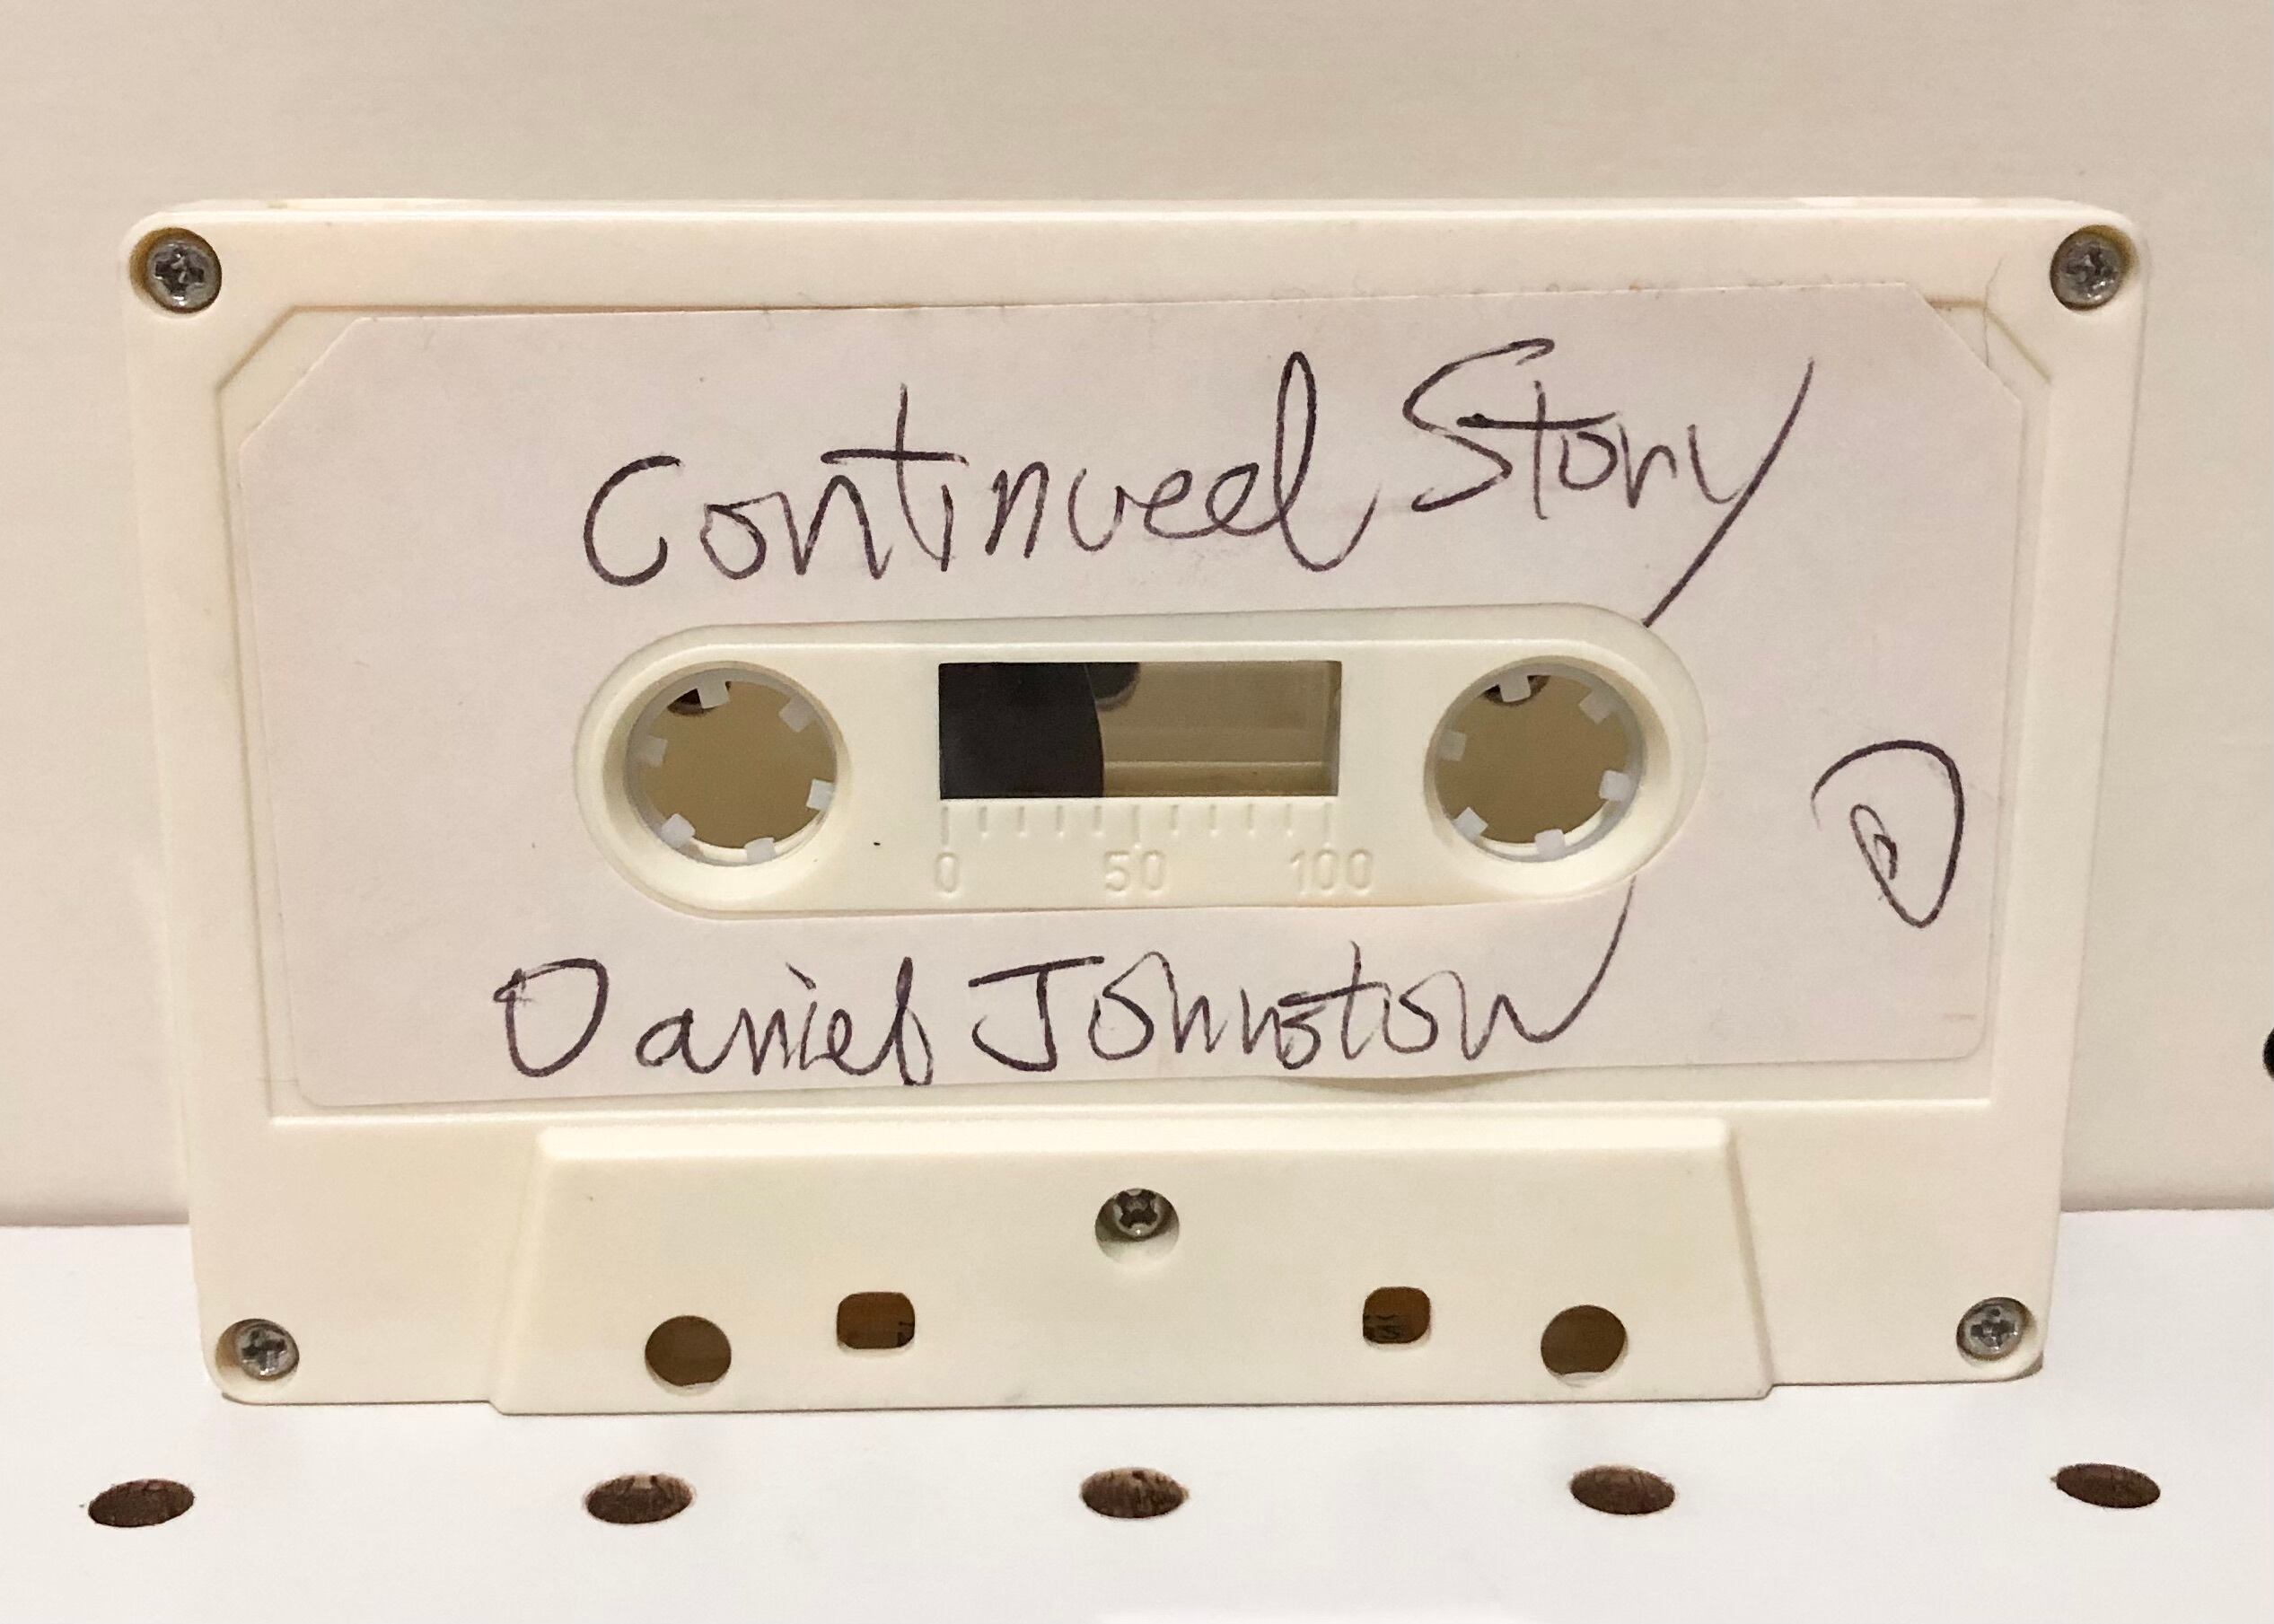 Continued Story
0 50 100
Daniel Johnston